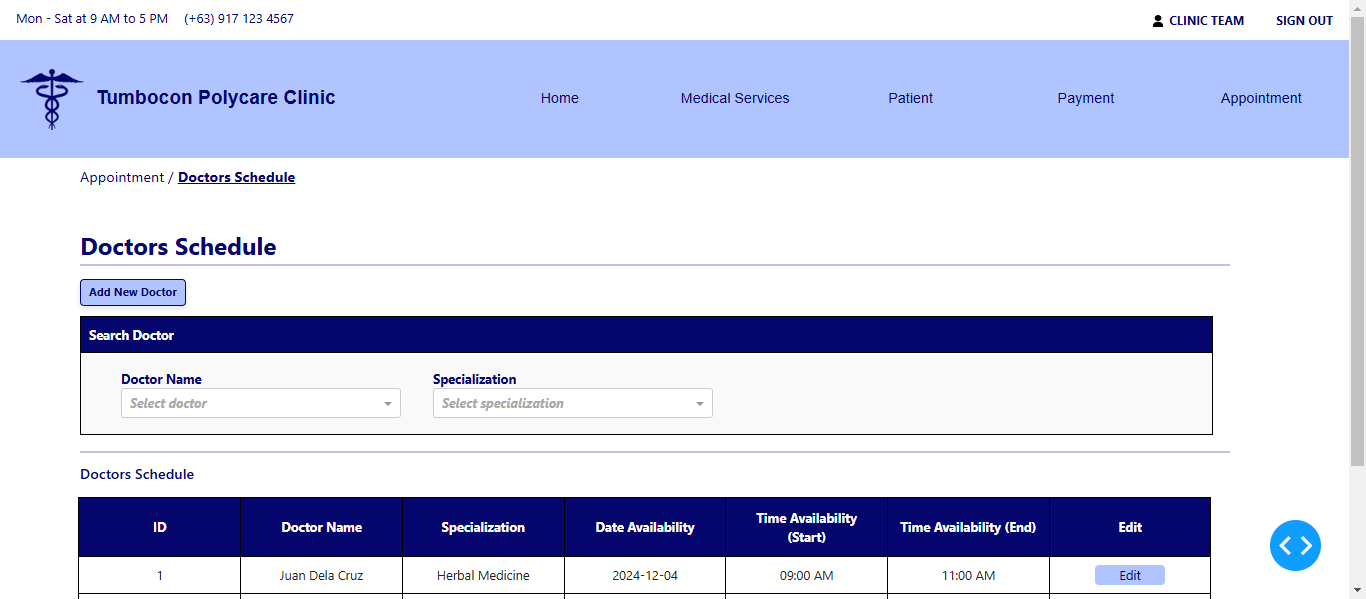 Mon - Sat at 9 AM to 5 PM (+63) 917 123 4567 CLINIC TEAM SIGN OUT
Tumbocon Polycare Clinic Home Medical Services Patient Payment Appointment
Appointment / Doctors Schedule
Doctors Schedule
Add New Doctor
Search Doctor
Doctor Name Specialization
Select doctor Select specialization
Doctors Schedule
ID Doctor Name Specialization Date Availability Time Availability (Start) Time Availability (End) Edit
1 Juan Dela Cruz Herbal Medicine 2024-12-04 09:00 AM 11:00 AM Edit